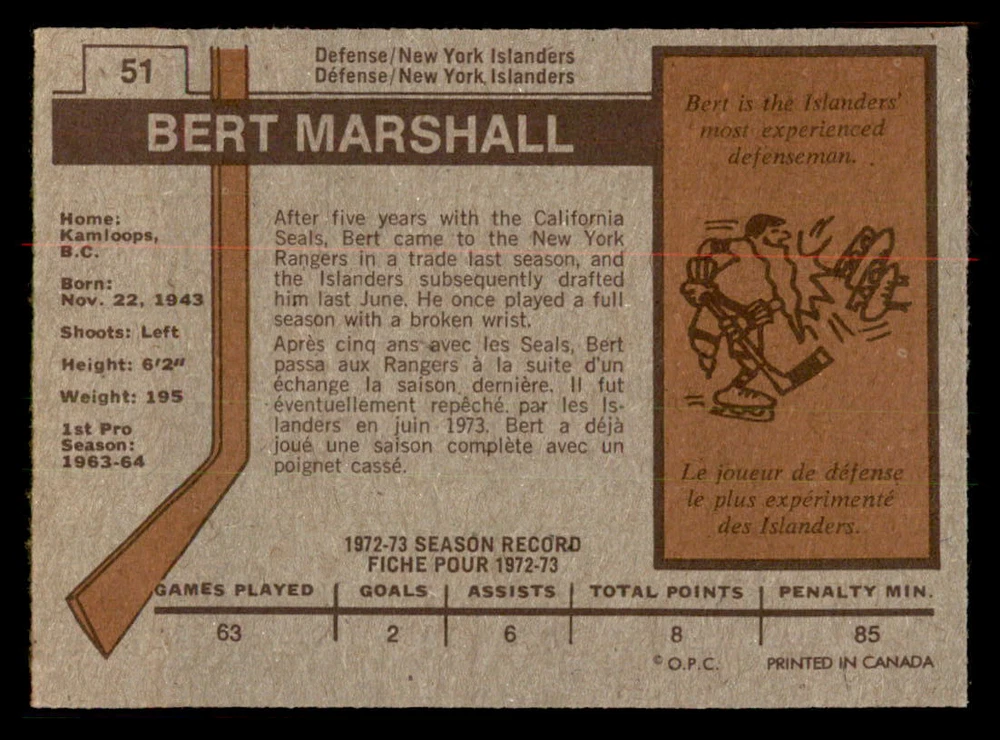 51
Defense/New York Islanders
Défense/New York Islanders
BERT MARSHALL
Home:
Kamloops,
B.C.
Born:
Nov. 22, 1943
Shoots: Left
Height: 6'2"
Weight: 195
1st Pro
Season:
1963-64
After five years with the California
Seals, Bert came to the New York
Rangers in a trade last season, and
the Islanders subsequently drafted
him last June. He once played a full
season with a broken wrist.
Après cinq ans avec les Seals, Bert
passa aux Rangers à la suite d'un
échange la saison dernière. Il fut
éventuellement repêché par les Is-
landers en juin 1973. Bert a déjà
joué une saison complète avec un
poignet cassé.
Bert is the Islanders'
most experienced
defenseman.
Le joueur de défense
le plus expérimenté
des Islanders.
1972-73 SEASON RECORD
FICHE POUR 1972-73
GAMES PLAYED GOALS ASSISTS TOTAL POINTS PENALTY MIN.
63 2 6 8 85
© O.P.C. PRINTED IN CANADA